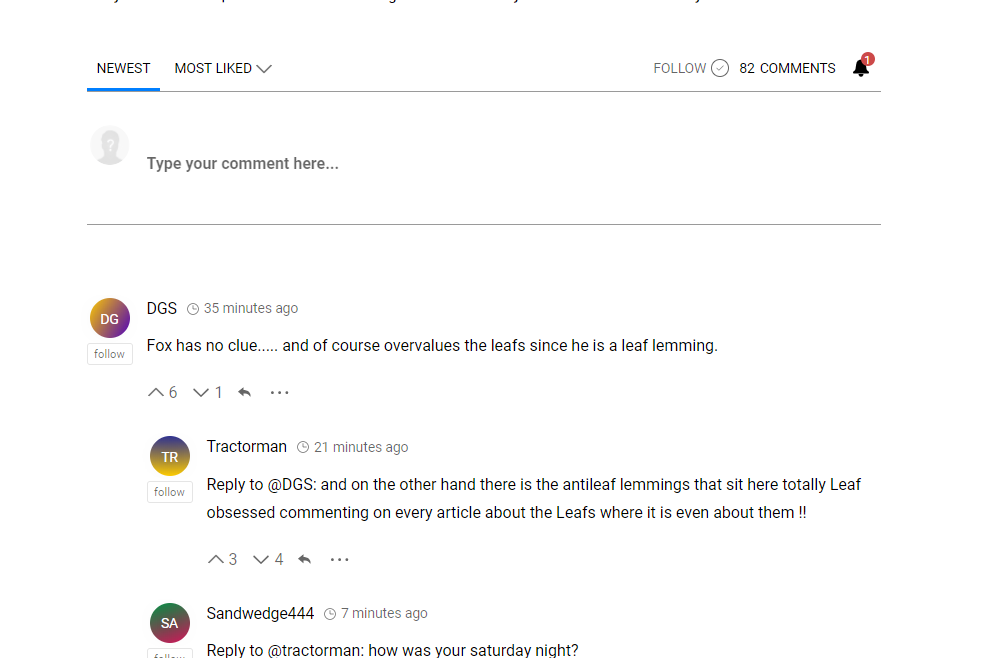 NEWEST MOST LIKED FOLLOW 82 COMMENTS 1
Type your comment here...
DGS 35 minutes ago
DG
follow
Fox has no clue..... and of course overvalues the leafs since he is a leaf lemming.
6 1
Tractorman 21 minutes ago
TR
follow
Reply to @DGS: and on the other hand there is the antileaf lemmings that sit here totally Leaf
obsessed commenting on every article about the Leafs where it is even about them !!
3 4
Sandwedge444 7 minutes ago
SA
follow
Reply to @tractorman: how was your saturday night?